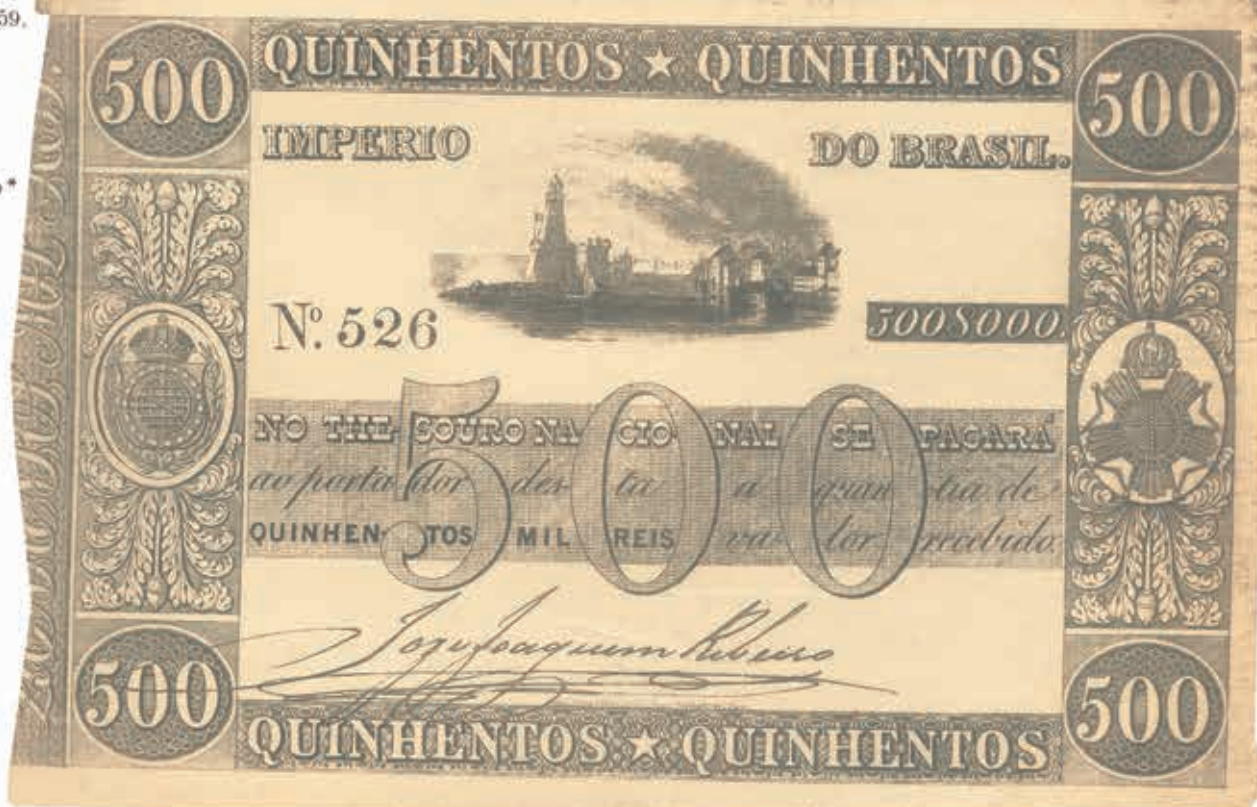 59.
500 QUINHENTOS ★ QUINHENTOS 500
IMPERIO DO BRASIL.
Nº. 526 500$000.
500
NO THESOURO NACIONAL SE PAGARÁ
ao portador desta a quantia de
QUINHENTOS MIL REIS valor recebido.
Joze Joaquim Ribeiro
500 QUINHENTOS ★ QUINHENTOS 500